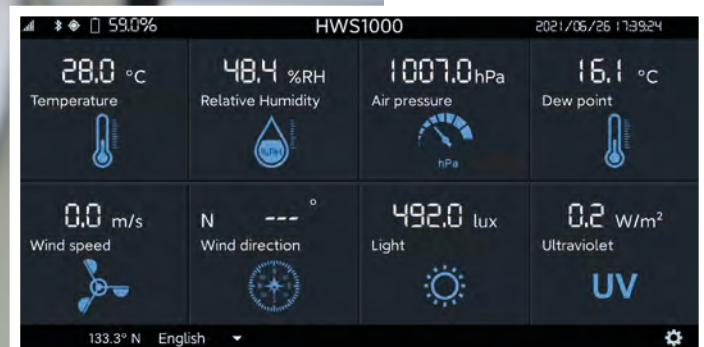 59.0% HWS1000 2021/06/26 17:39:24
28.0 °C 48.4 %RH 1007.0 hPa 16.1 °C
Temperature Relative Humidity Air pressure Dew point
%RH hPa
0.0 m/s N --- ° 492.0 lux 0.2 W/m²
Wind speed Wind direction Light Ultraviolet
UV
133.3° N English